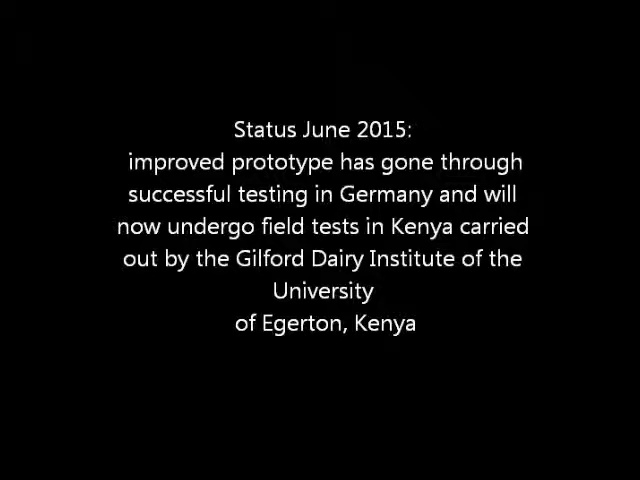 Status June 2015:
improved prototype has gone through
successful testing in Germany and will
now undergo field tests in Kenya carried
out by the Gilford Dairy Institute of the
University
of Egerton, Kenya